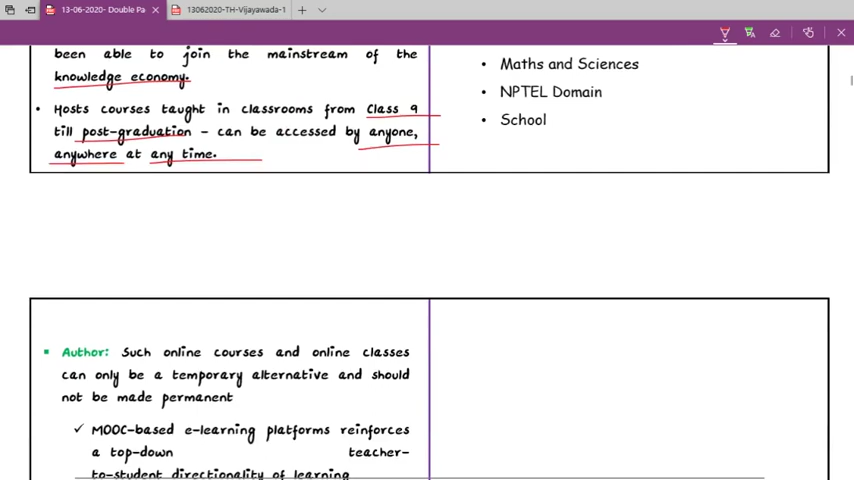 13-06-2020- Double Pa
13062020-TH-Vijayawada-1
been able to join the mainstream of the
knowledge economy.
• Hosts courses taught in classrooms from Class 9
till post-graduation – can be accessed by anyone,
anywhere at any time.
• Maths and Sciences
• NPTEL Domain
• School
▪ Author: Such online courses and online classes
can only be a temporary alternative and should
not be made permanent
✓ MOOC-based e-learning platforms reinforces
a top-down teacher-
to-student directionality of learning